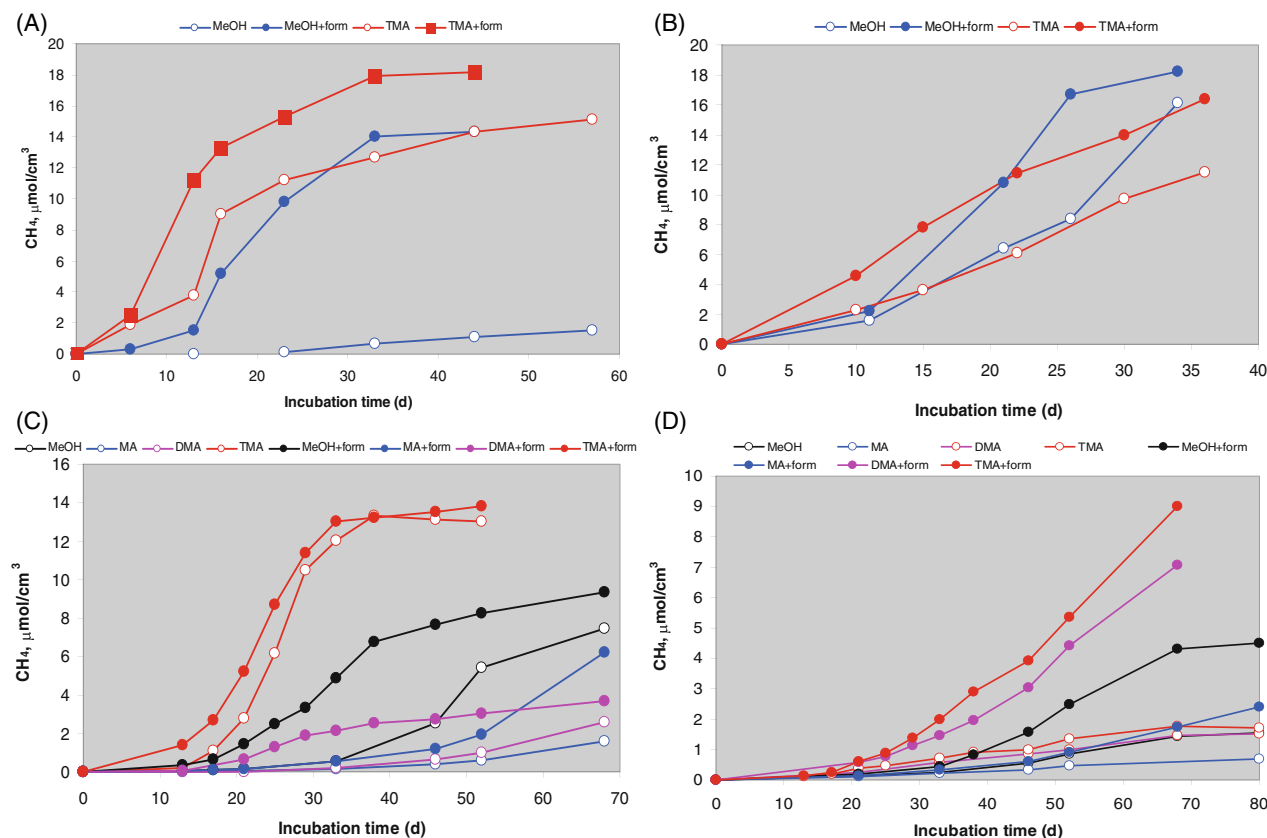 (A)
MeOH MeOH+form TMA TMA+form
20
18
16
14
12
10
8
6
4
2
0
CH₄, μmol/cm³
0 10 20 30 40 50 60
Incubation time (d)
(B)
MeOH MeOH+form TMA TMA+form
20
18
16
14
12
10
8
6
4
2
0
CH₄, μmol/cm³
0 5 10 15 20 25 30 35 40
Incubation time (d)
(C)
MeOH MA DMA TMA MeOH+form MA+form DMA+form TMA+form
16
14
12
10
8
6
4
2
0
CH₄, μmol/cm³
0 10 20 30 40 50 60 70
Incubation time (d)
(D)
MeOH MA DMA TMA MeOH+form
MA+form DMA+form TMA+form
10
9
8
7
6
5
4
3
2
1
0
CH₄, μmol/cm³
0 10 20 30 40 50 60 70 80
Incubation time (d)